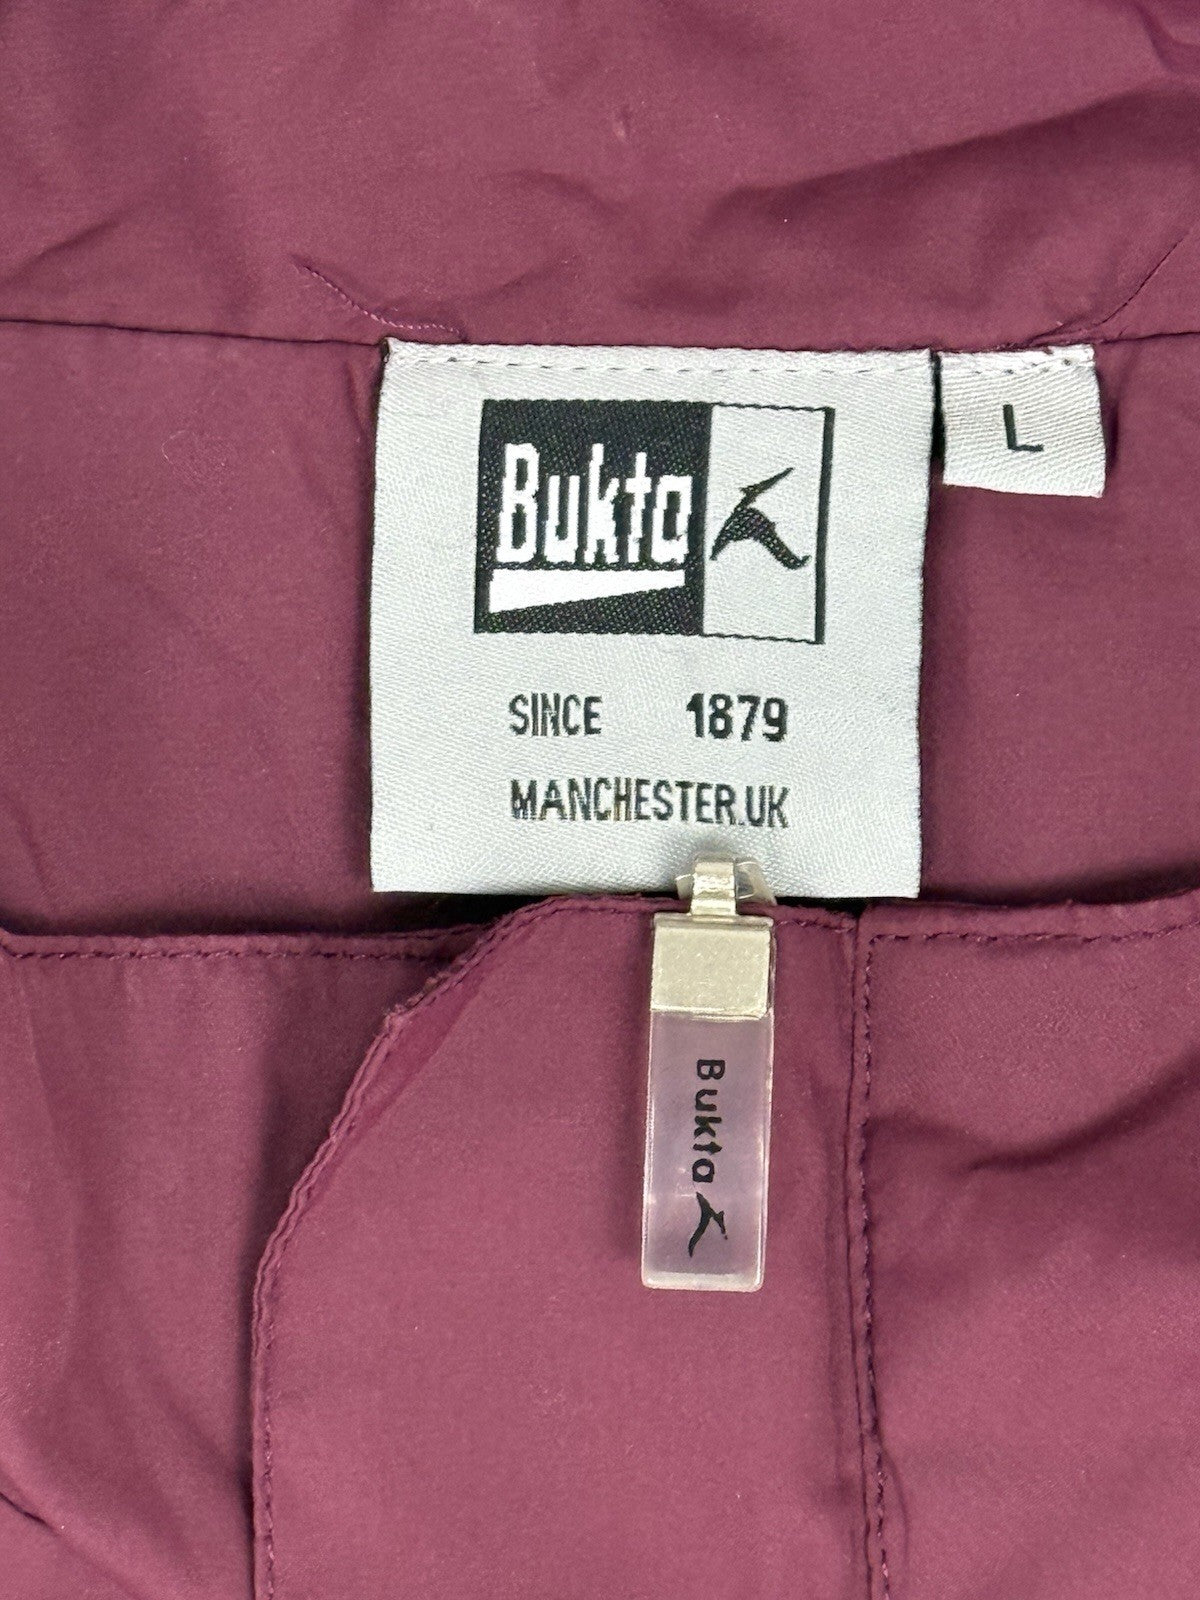 Bukta
L
SINCE 1879
MANCHESTER.UK
Bukta